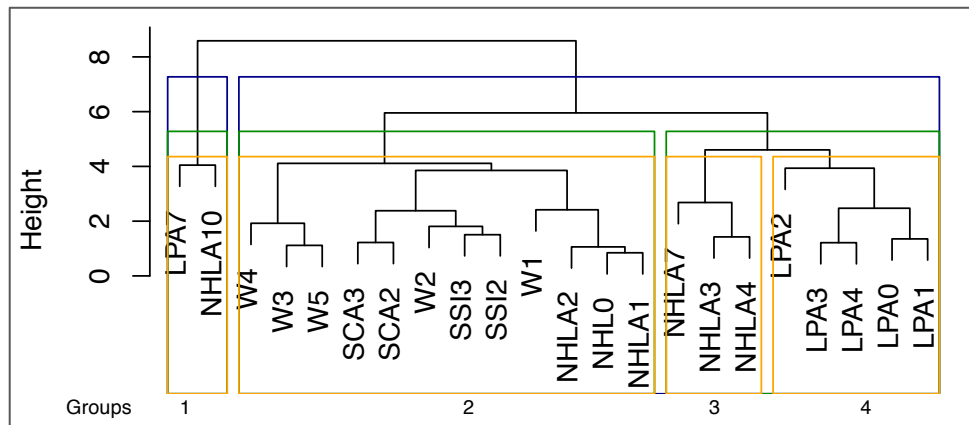 Height
8
6
4
2
0
LPA7
NHLA10
W4
W3
W5
SCA3
SCA2
W2
SSI3
SSI2
W1
NHLA2
NHL0
NHLA1
NHLA7
NHLA3
NHLA4
LPA2
LPA3
LPA4
LPA0
LPA1
Groups 1 2 3 4